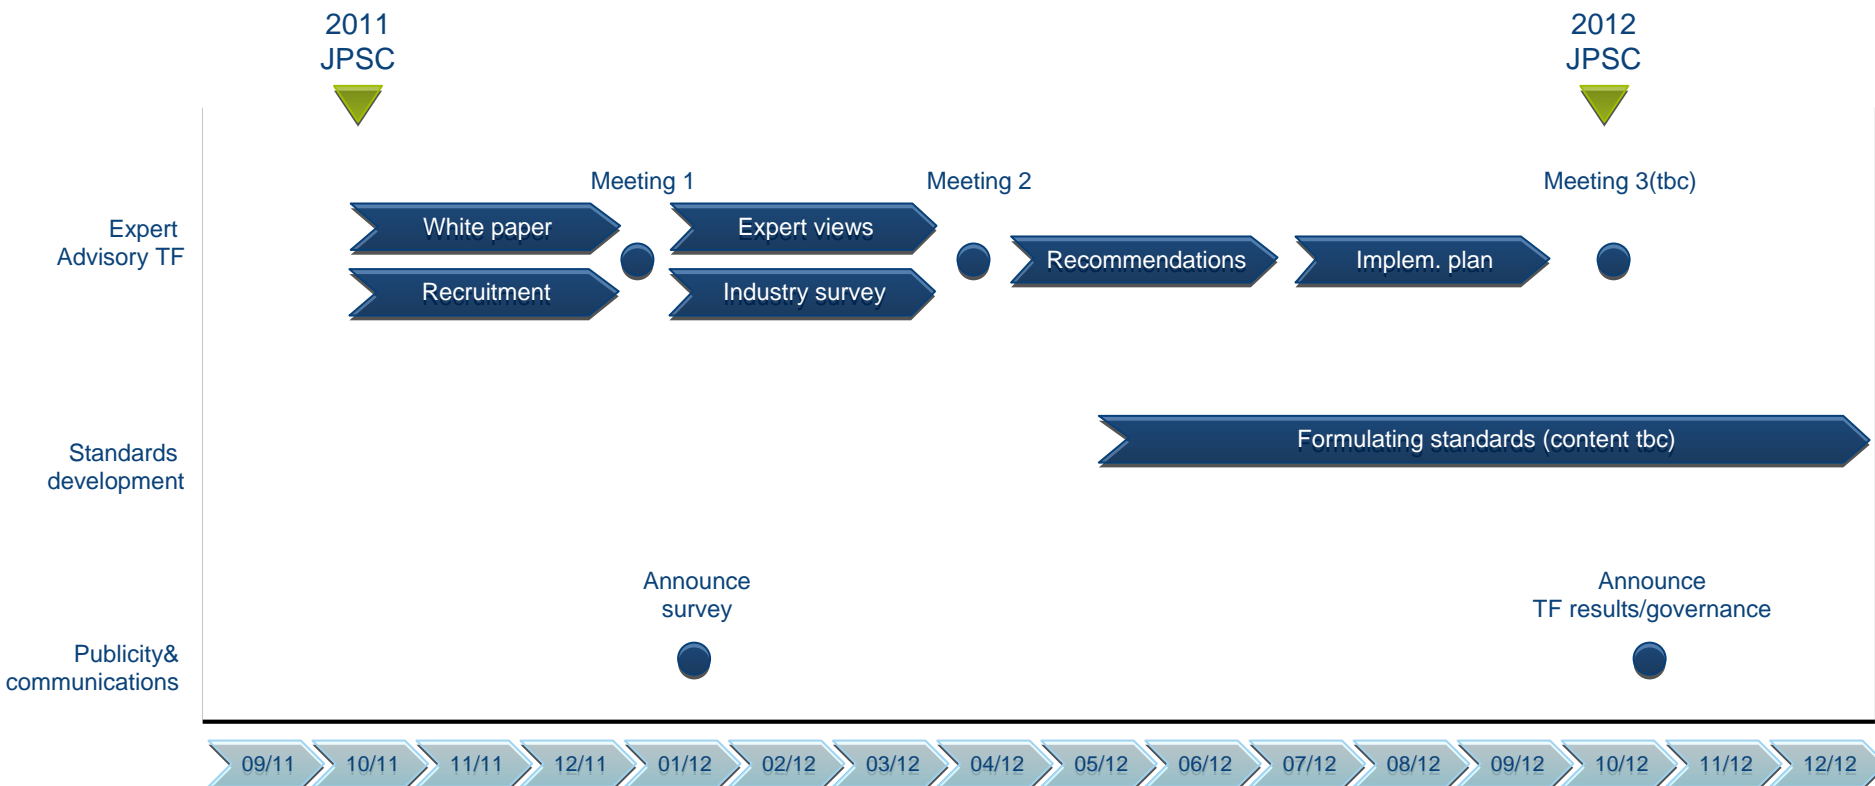 2011
JPSC
2012
JPSC
Meeting 1
Meeting 2
Meeting 3(tbc)
Expert
Advisory TF
White paper
Expert views
Recommendations
Implem. plan
Recruitment
Industry survey
Standards
development
Formulating standards (content tbc)
Announce
survey
Announce
TF results/governance
Publicity&
communications
09/11
10/11
11/11
12/11
01/12
02/12
03/12
04/12
05/12
06/12
07/12
08/12
09/12
10/12
11/12
12/12